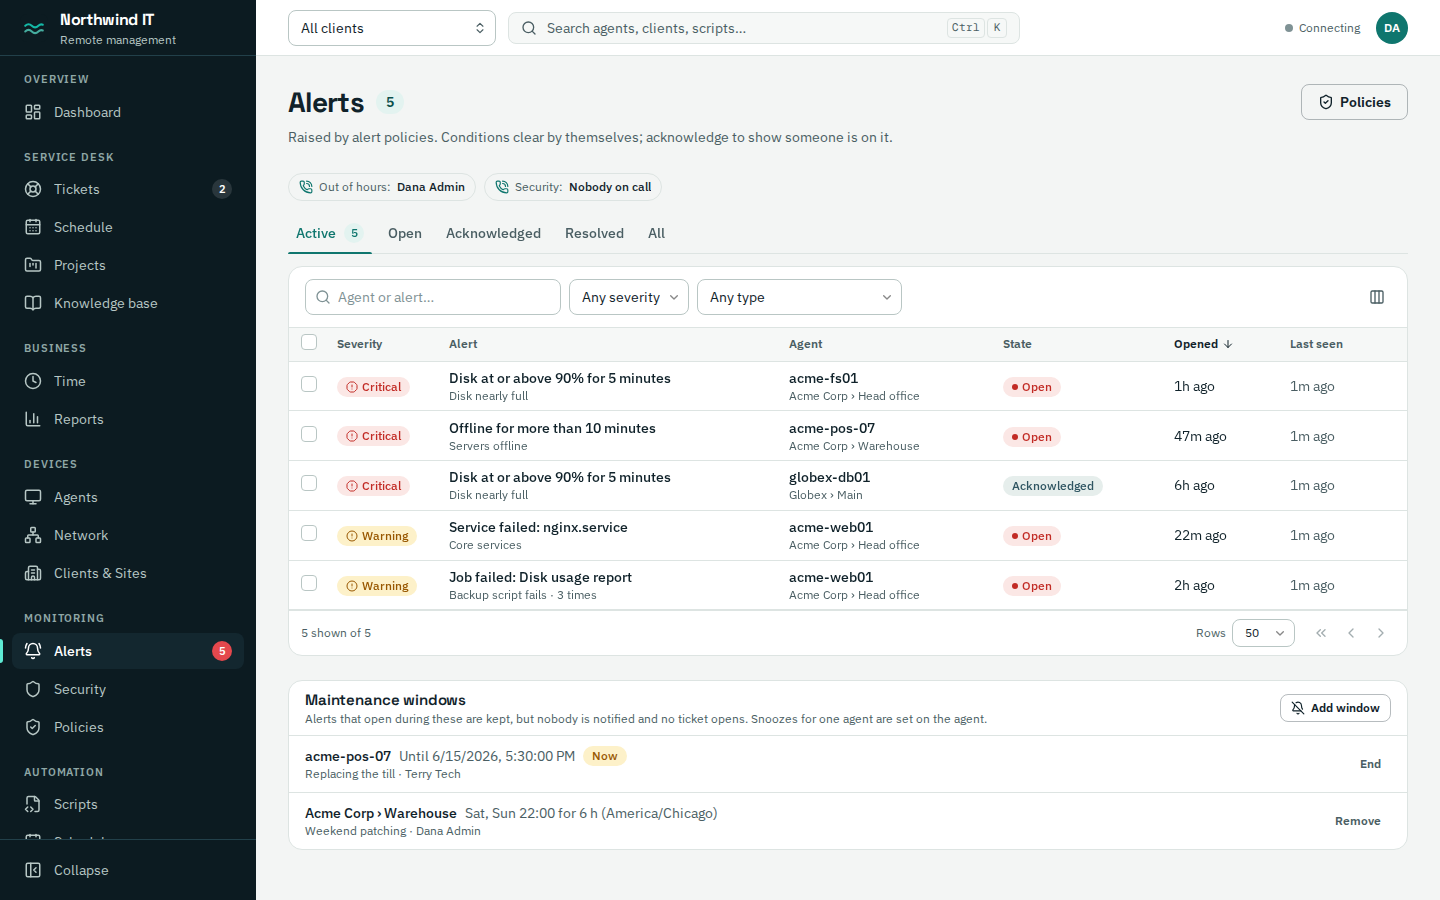 Northwind IT
Remote management
OVERVIEW
Dashboard
SERVICE DESK
Tickets 2
Schedule
Projects
Knowledge base
BUSINESS
Time
Reports
DEVICES
Agents
Network
Clients & Sites
MONITORING
Alerts 5
Security
Policies
AUTOMATION
Scripts
Collapse
All clients
Search agents, clients, scripts...
Ctrl K
Connecting
DA
Alerts 5
Policies
Raised by alert policies. Conditions clear by themselves; acknowledge to show someone is on it.
Out of hours: Dana Admin
Security: Nobody on call
Active 5 Open Acknowledged Resolved All
Agent or alert... Any severity Any type
Severity Alert Agent State Opened ↓ Last seen
Critical Disk at or above 90% for 5 minutes acme-fs01 Open 1h ago 1m ago
Disk nearly full Acme Corp › Head office
Critical Offline for more than 10 minutes acme-pos-07 Open 47m ago 1m ago
Servers offline Acme Corp › Warehouse
Critical Disk at or above 90% for 5 minutes globex-db01 Acknowledged 6h ago 1m ago
Disk nearly full Globex › Main
Warning Service failed: nginx.service acme-web01 Open 22m ago 1m ago
Core services Acme Corp › Head office
Warning Job failed: Disk usage report acme-web01 Open 2h ago 1m ago
Backup script fails · 3 times Acme Corp › Head office
5 shown of 5 Rows 50
Maintenance windows
Alerts that open during these are kept, but nobody is notified and no ticket opens. Snoozes for one agent are set on the agent.
Add window
acme-pos-07 Until 6/15/2026, 5:30:00 PM Now
Replacing the till · Terry Tech
End
Acme Corp › Warehouse Sat, Sun 22:00 for 6 h (America/Chicago)
Weekend patching · Dana Admin
Remove